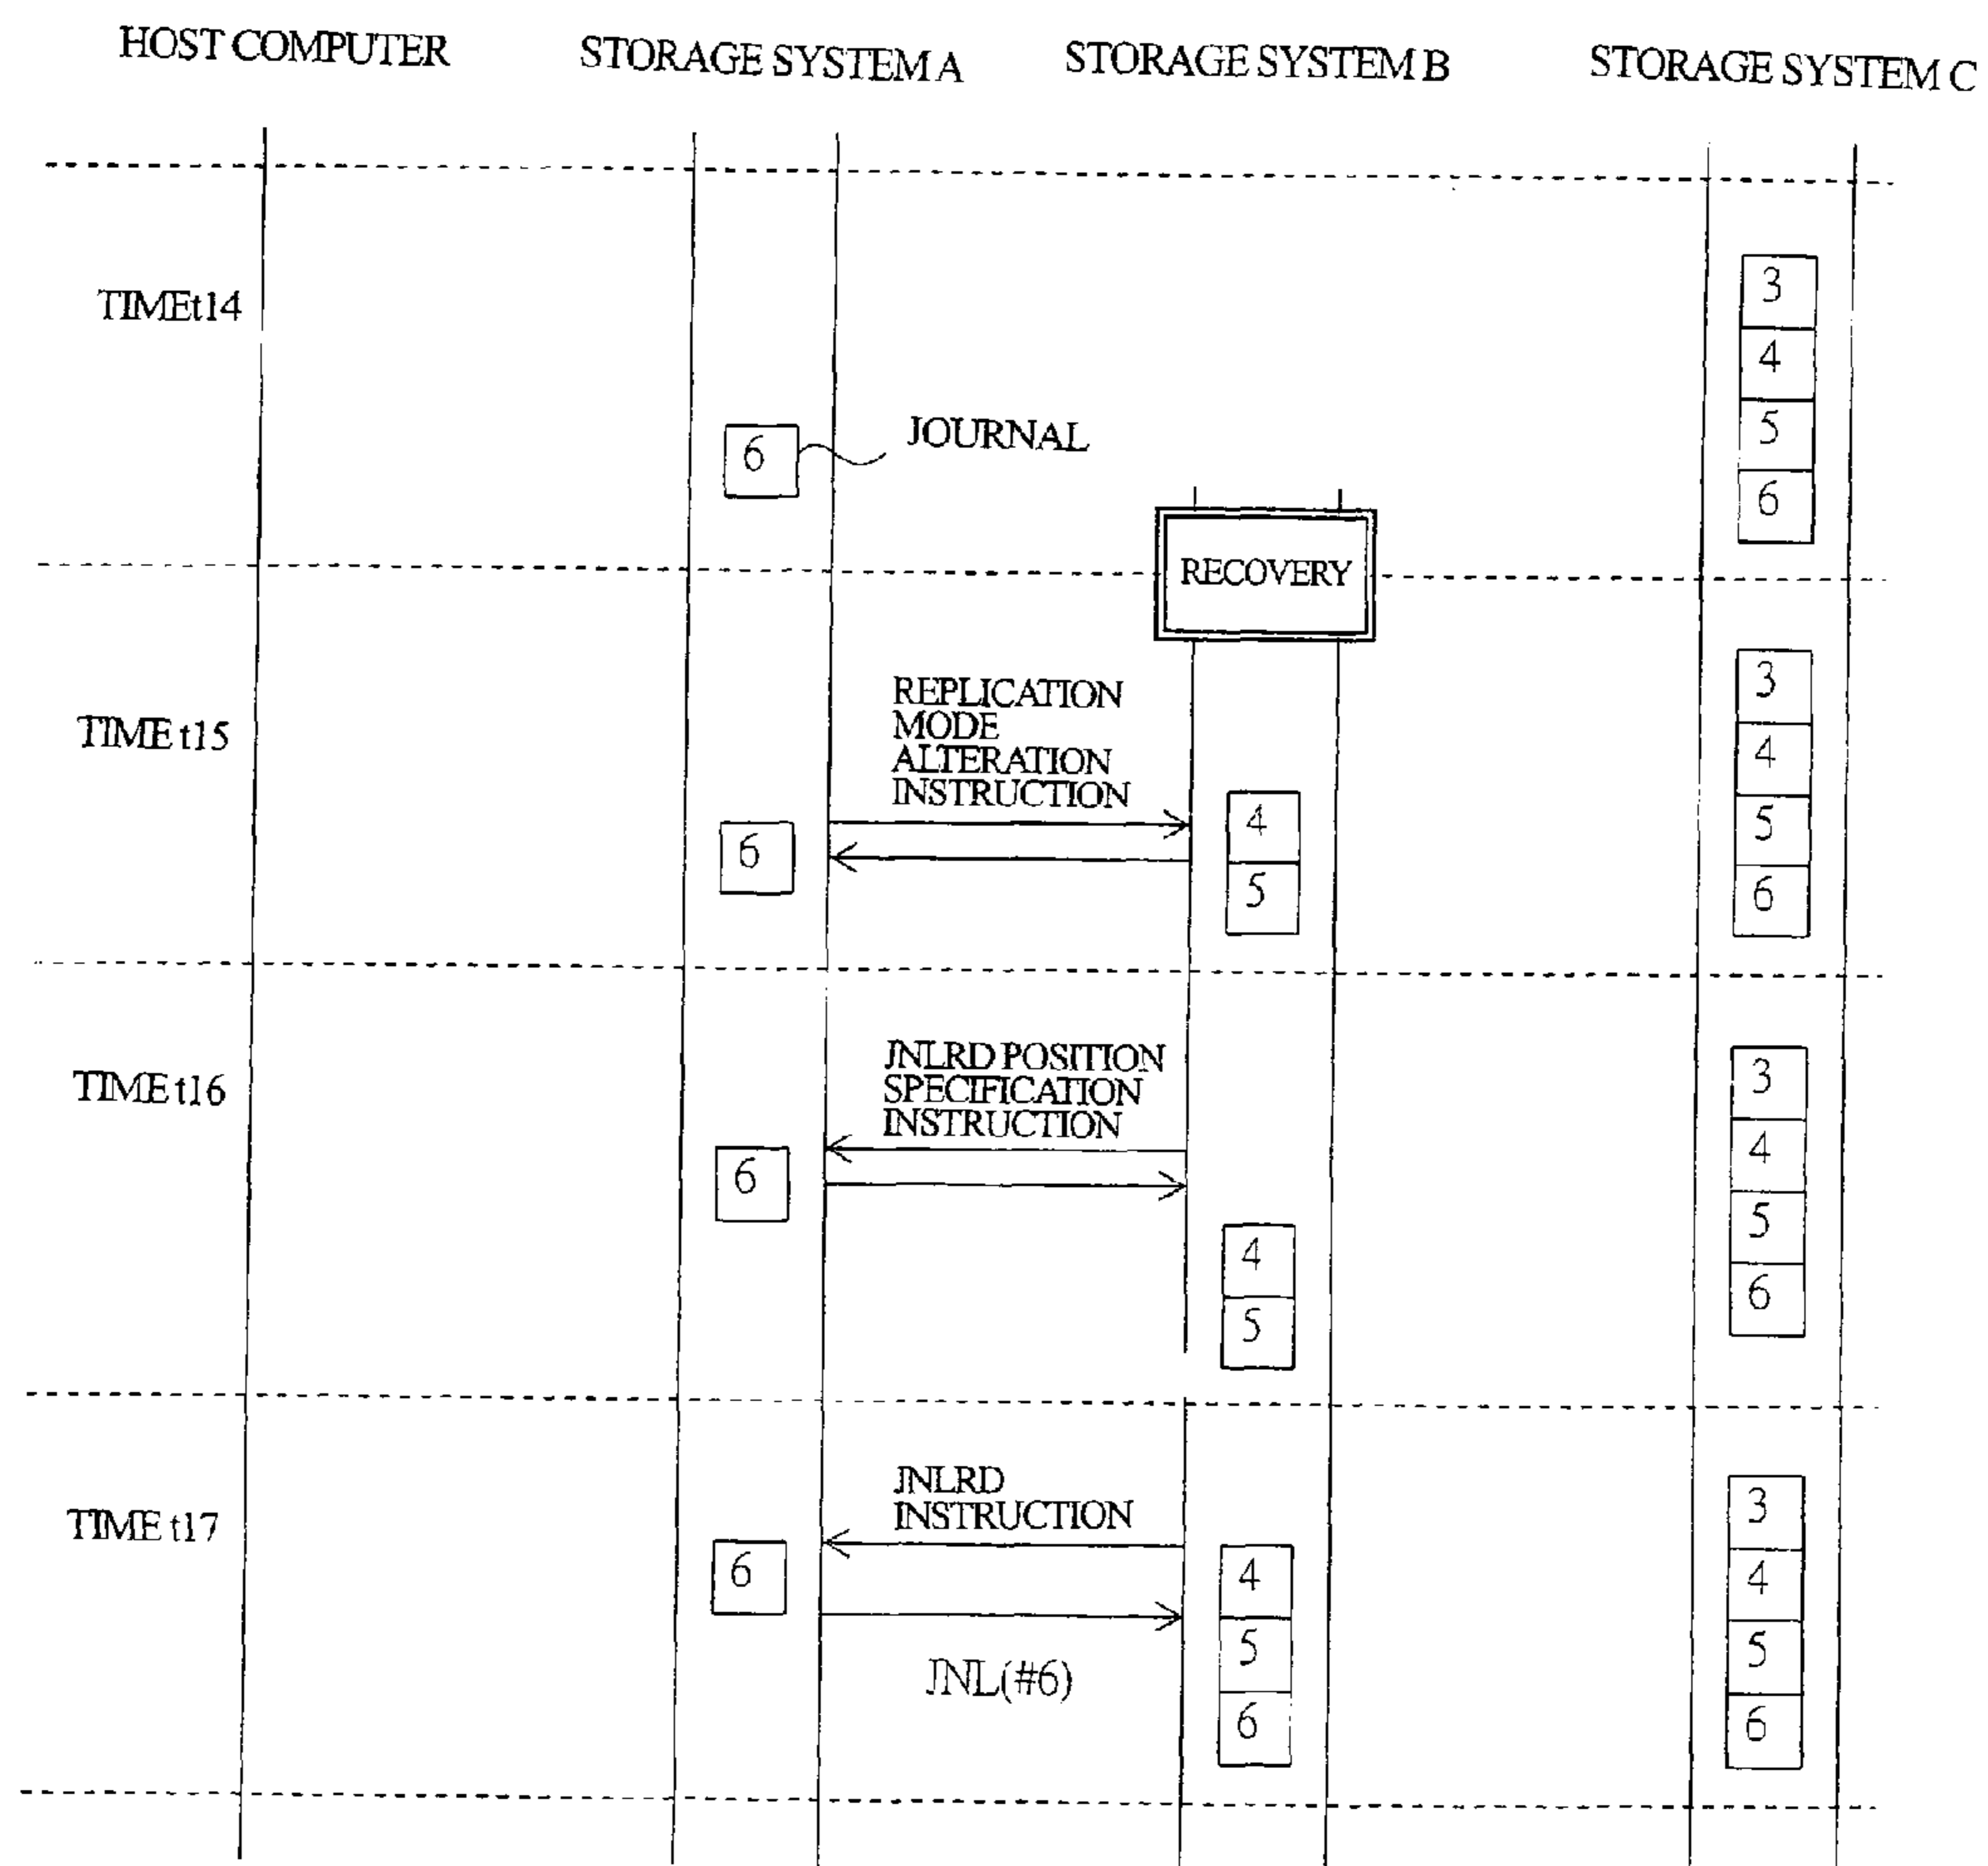 HOST COMPUTER
STORAGE SYSTEM A
STORAGE SYSTEM B
STORAGE SYSTEM C
TIME t14
3
4
5
6
6
JOURNAL
RECOVERY
TIME t15
REPLICATION
MODE
ALTERATION
INSTRUCTION
6
4
5
3
4
5
6
TIME t16
JNLRD POSITION
SPECIFICATION
INSTRUCTION
6
4
5
3
4
5
6
TIME t17
JNLRD
INSTRUCTION
6
JNL(#6)
4
5
6
3
4
5
6